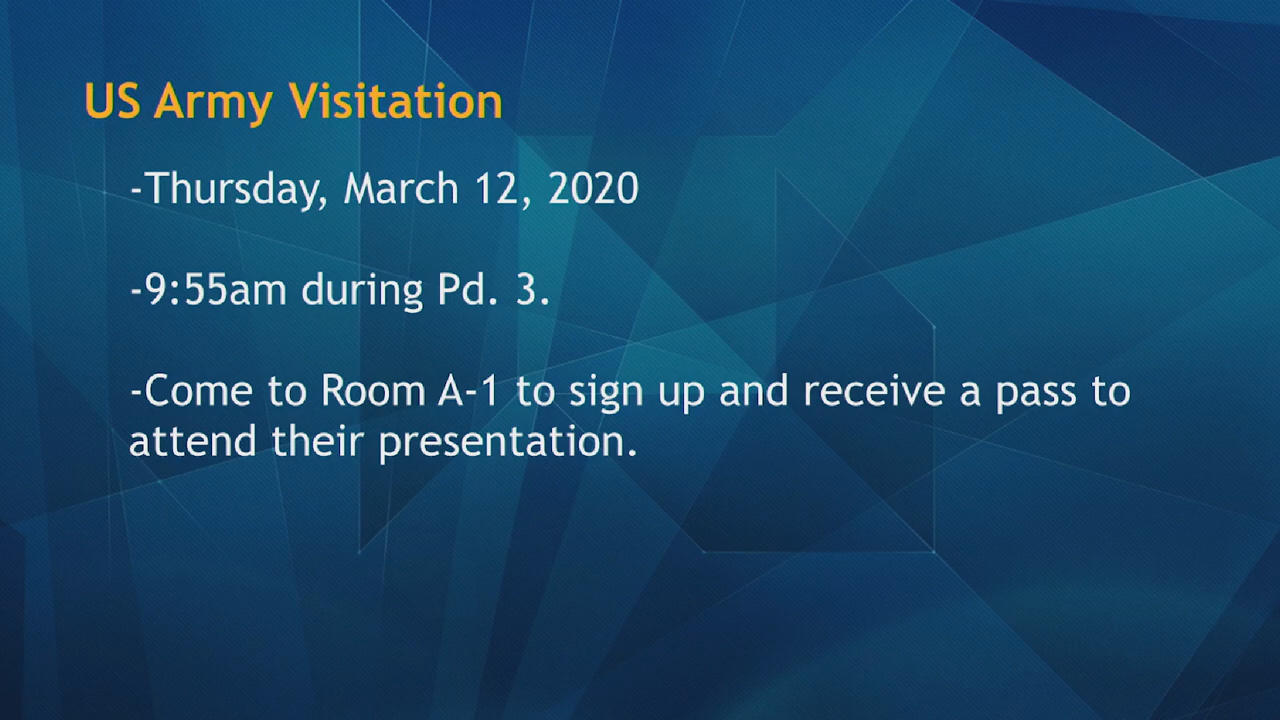 US Army Visitation
-Thursday, March 12, 2020
-9:55am during Pd. 3.
-Come to Room A-1 to sign up and receive a pass to
attend their presentation.